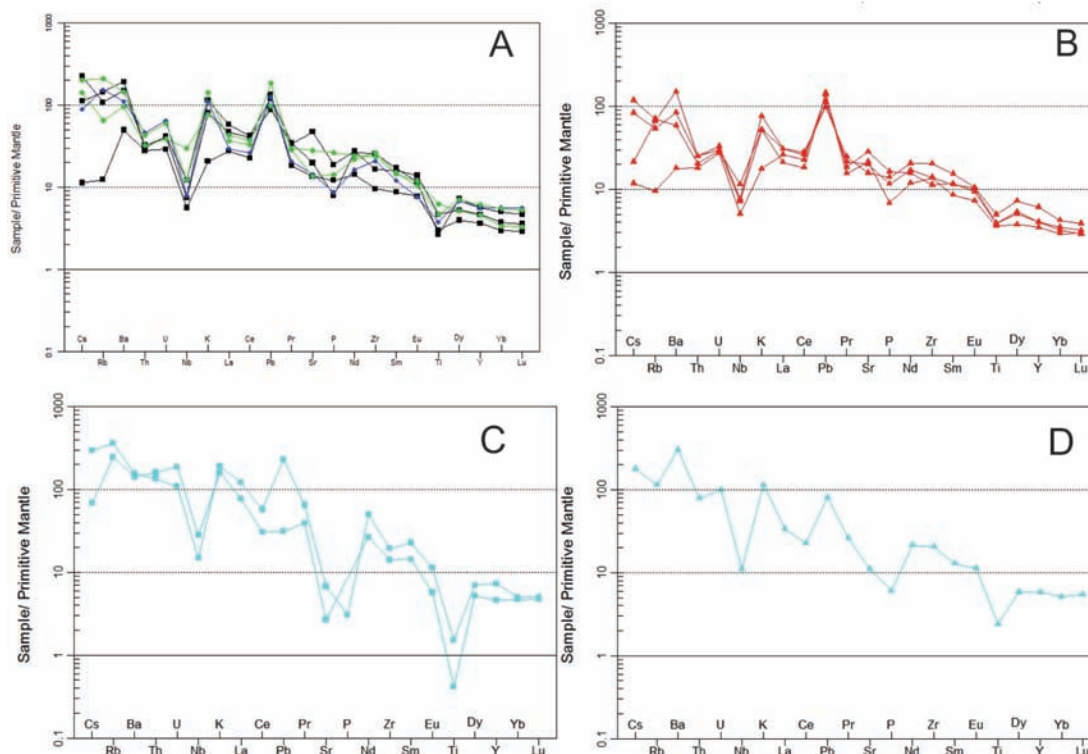 A
1000
100
10
1
0.1
Sample/ Primitive Mantle
Cs Ba U K Ce Pr P Zr Eu Dy Yb
Rb Th Nb La Pb Sr Nd Sm Ti Y Lu
B
1000
100
10
1
0.1
Sample/ Primitive Mantle
Cs Ba U K Ce Pr P Zr Eu Dy Yb
Rb Th Nb La Pb Sr Nd Sm Ti Y Lu
C
1000
100
10
1
0.1
Sample/ Primitive Mantle
Cs Ba U K Ce Pr P Zr Eu Dy Yb
Rb Th Nb La Pb Sr Nd Sm Ti Y Lu
D
1000
100
10
1
0.1
Sample/ Primitive Mantle
Cs Ba U K Ce Pr P Zr Eu Dy Yb
Rb Th Nb La Pb Sr Nd Sm Ti Y Lu